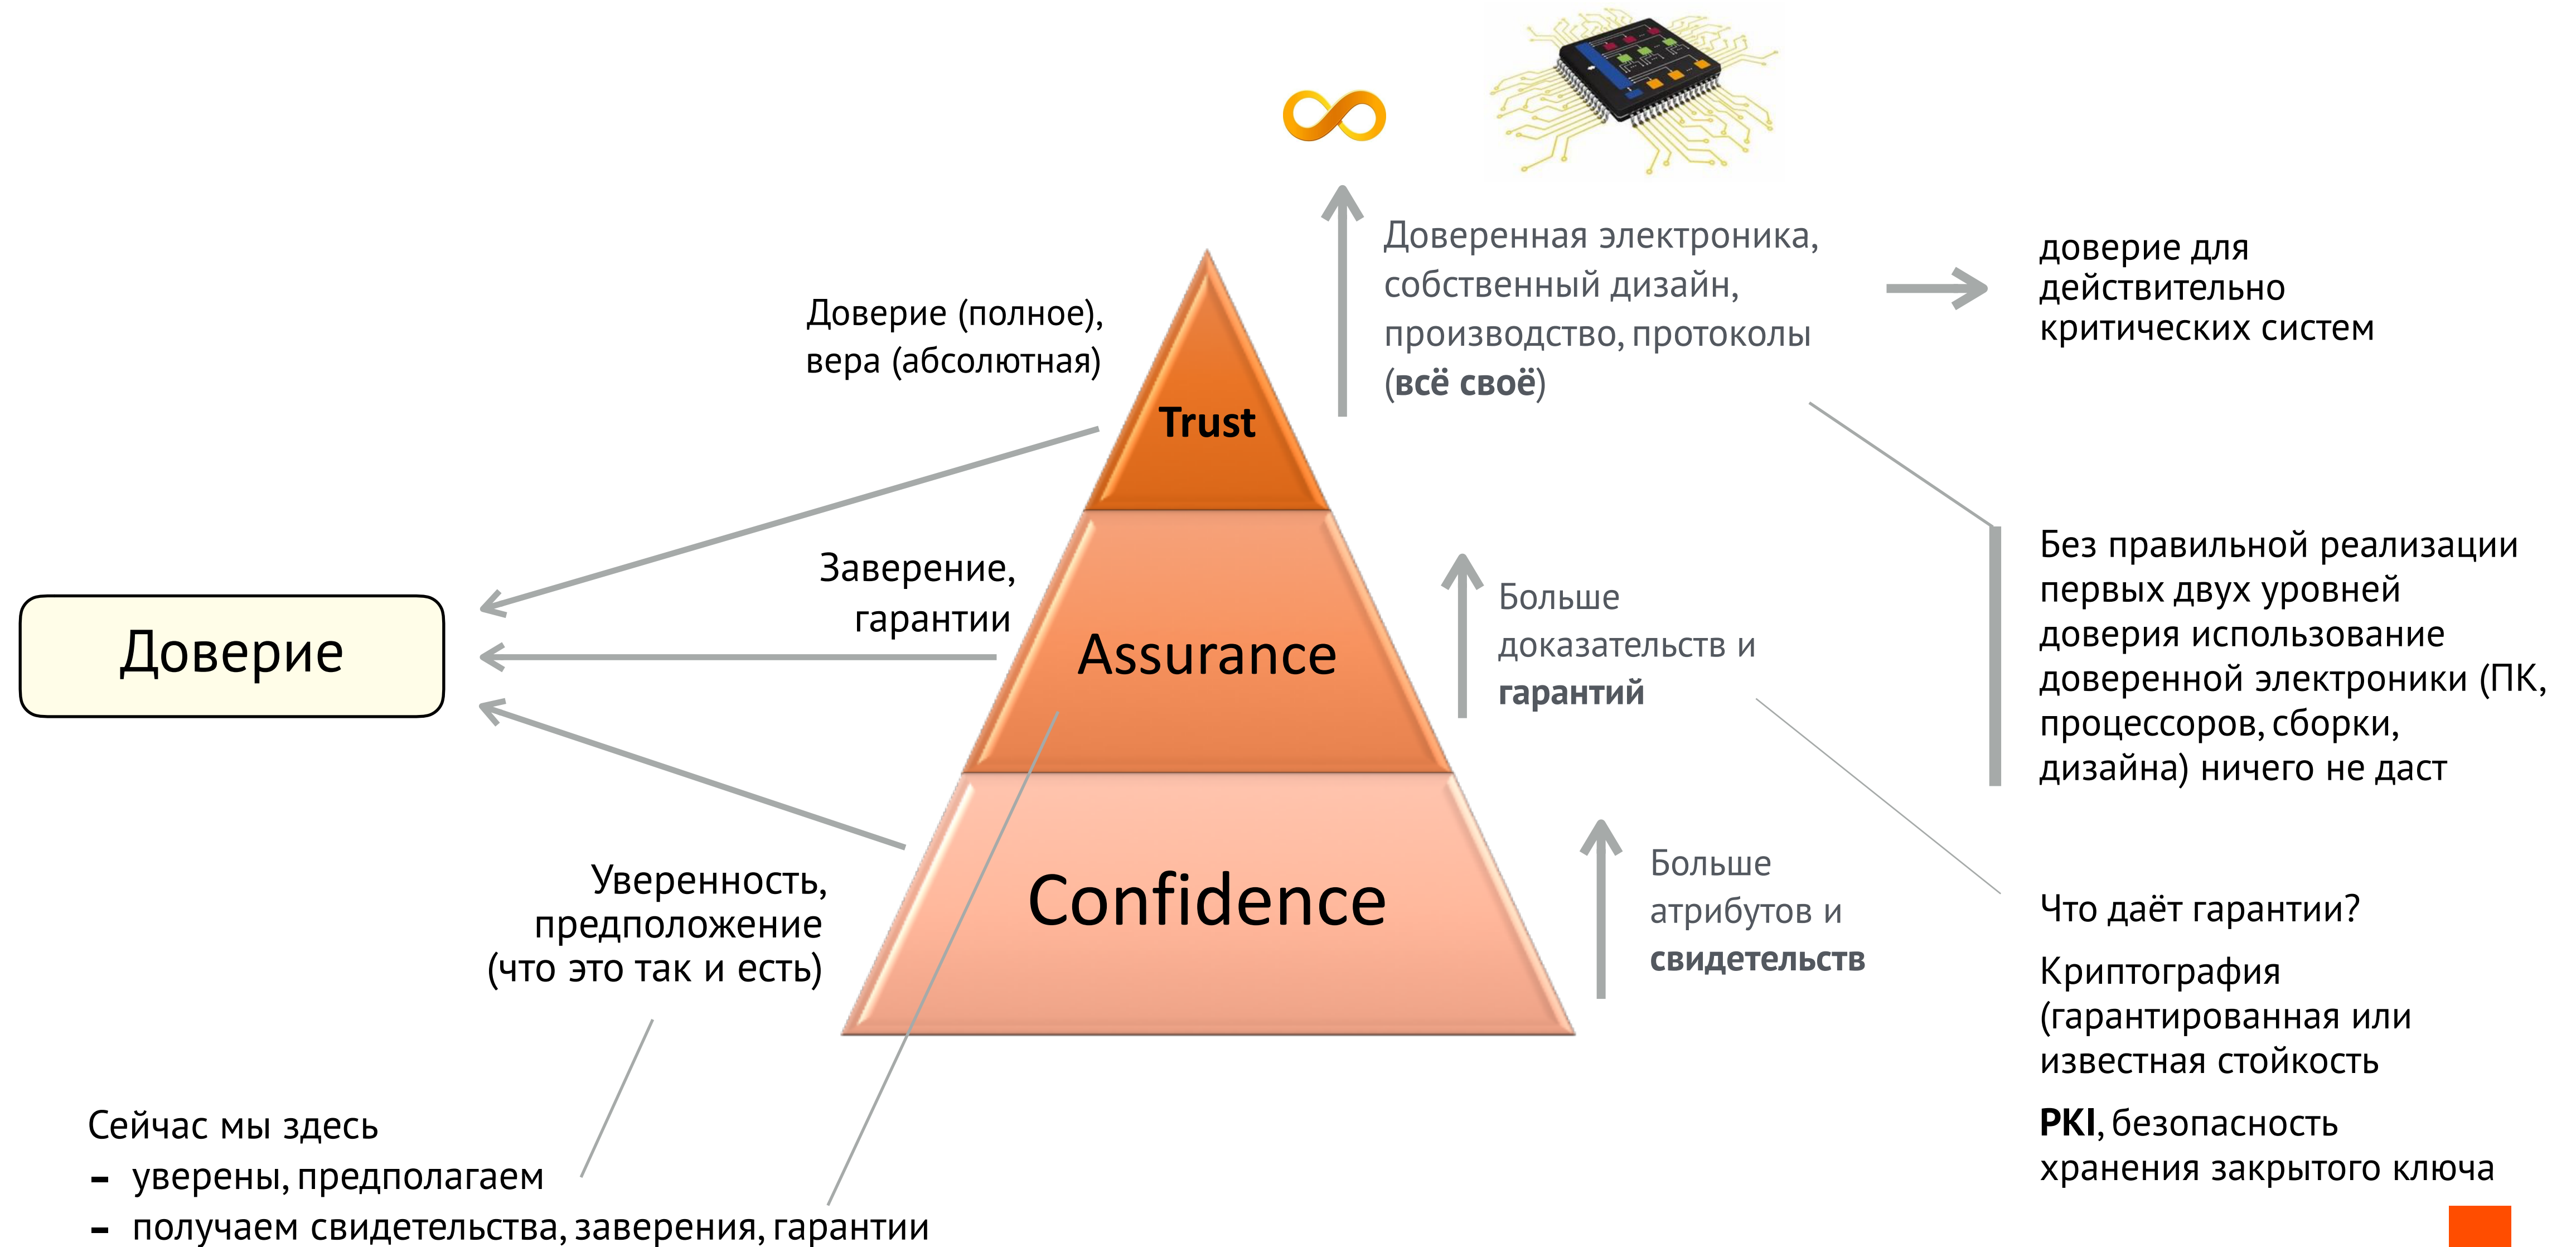 Доверенная электроника,
собственный дизайн,
производство, протоколы
(всё своё)
доверие для
действительно
критических систем
Доверие (полное),
вера (абсолютная)
Trust
Заверение,
гарантии
Assurance
Доверие
Больше
доказательств и
гарантий
Без правильной реализации
первых двух уровней
доверия использование
доверенной электроники (ПК,
процессоров, сборки,
дизайна) ничего не даст
Уверенность,
предположение
(что это так и есть)
Confidence
Больше
атрибутов и
свидетельств
Что даёт гарантии?
Криптография
(гарантированная или
известная стойкость
PKI, безопасность
хранения закрытого ключа
Сейчас мы здесь
- уверены, предполагаем
- получаем свидетельства, заверения, гарантии